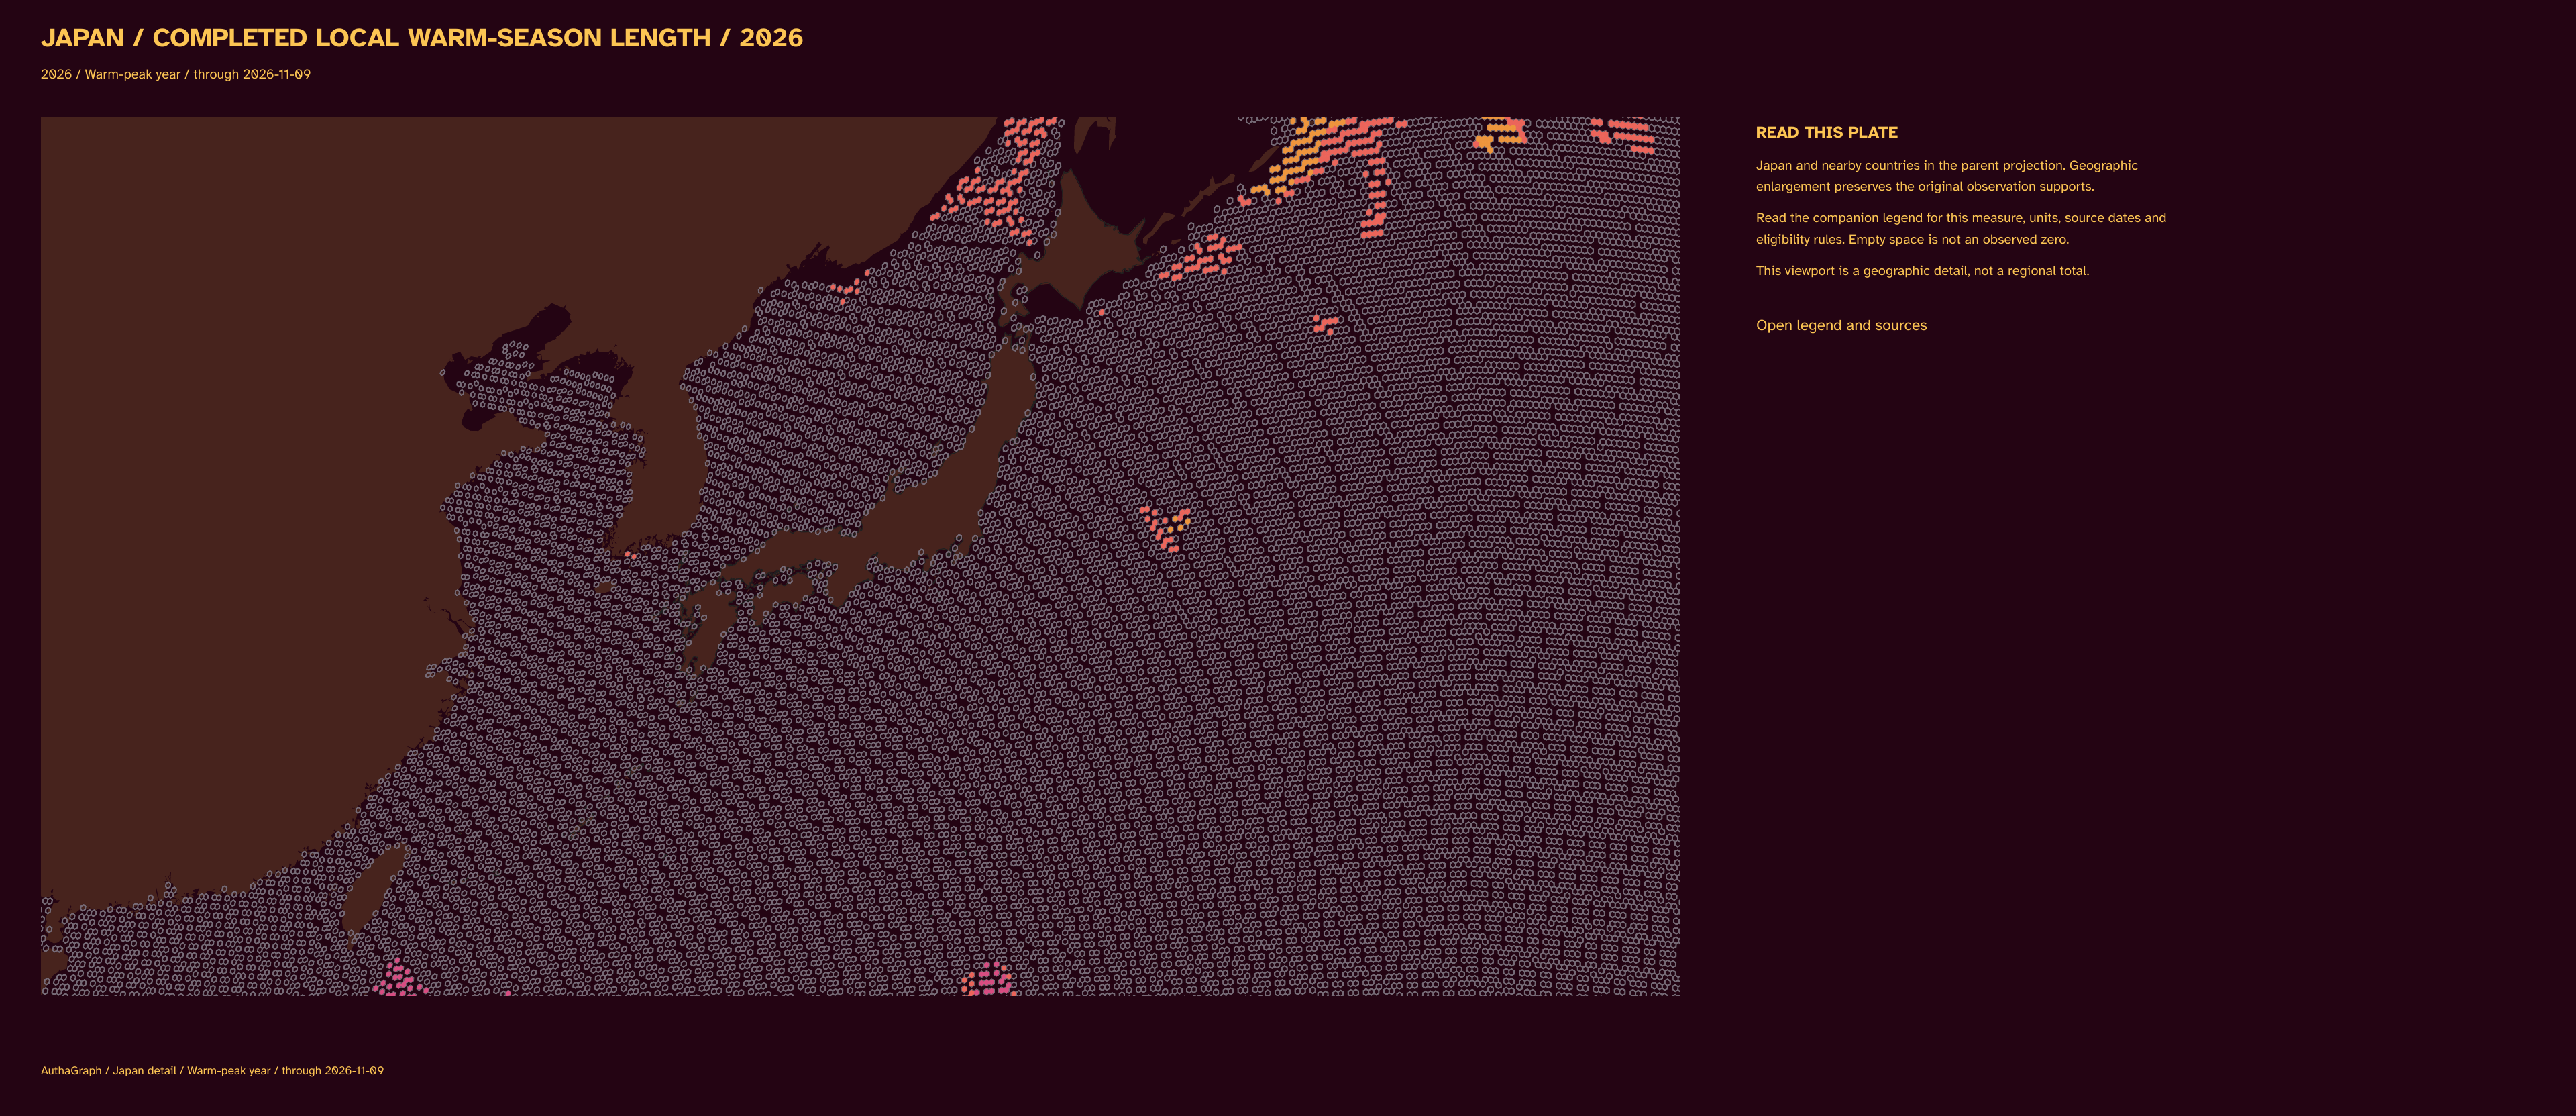 JAPAN / COMPLETED LOCAL WARM-SEASON LENGTH / 2026
2026 / Warm-peak year / through 2026-11-09
READ THIS PLATE
Japan and nearby countries in the parent projection. Geographic
enlargement preserves the original observation supports.
Read the companion legend for this measure, units, source dates and
eligibility rules. Empty space is not an observed zero.
This viewport is a geographic detail, not a regional total.
Open legend and sources
AuthaGraph / Japan detail / Warm-peak year / through 2026-11-09